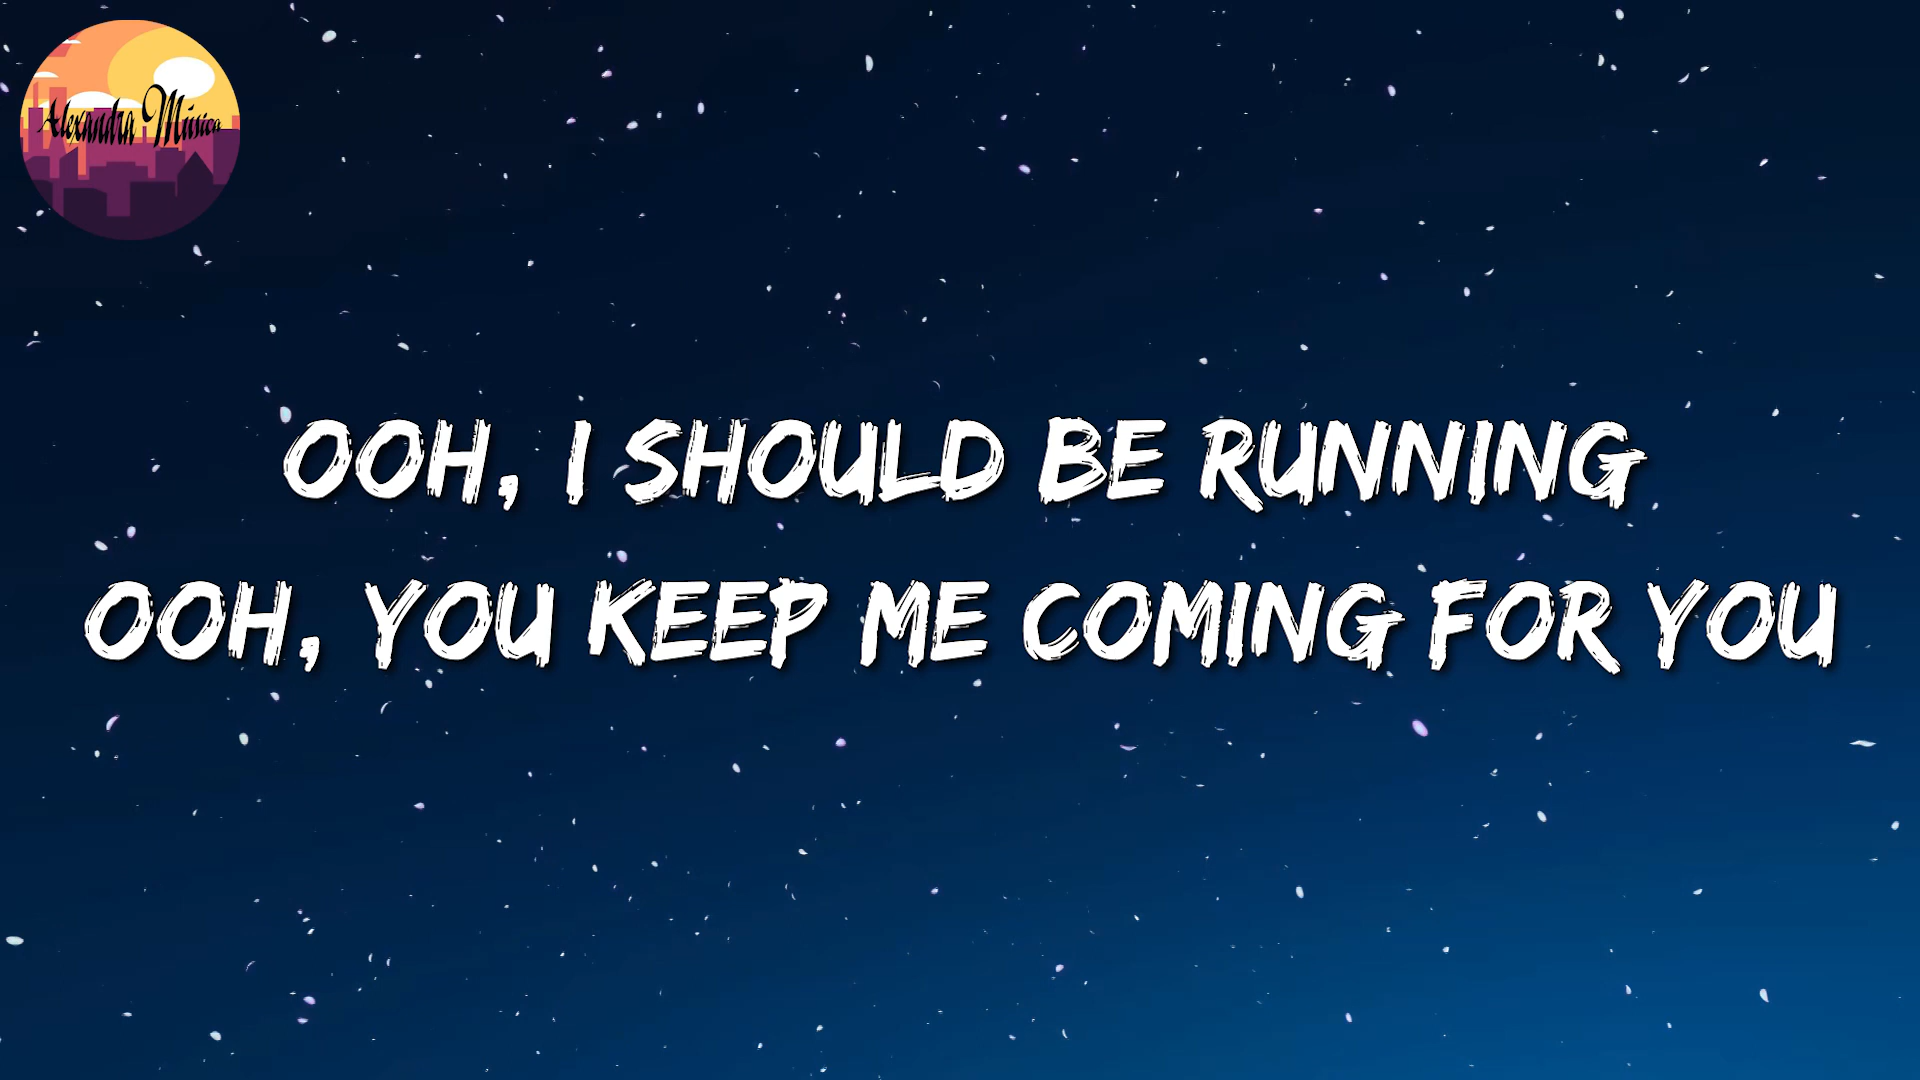 Alexandra Música
OOH, I SHOULD BE RUNNING
OOH, YOU KEEP ME COMING FOR YOU